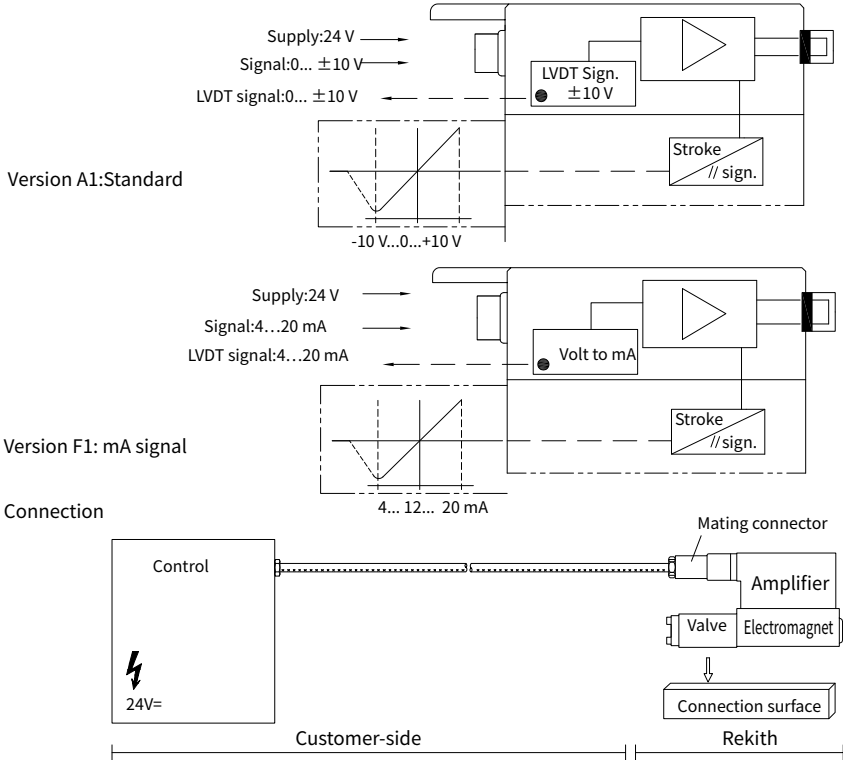 Supply:24 V
Signal:0... ±10 V
LVDT signal:0... ±10 V
LVDT Sign.
±10 V
Stroke
// sign.
Version A1:Standard
-10 V...0...+10 V
Supply:24 V
Signal:4...20 mA
LVDT signal:4...20 mA
Volt to mA
Stroke
// sign.
Version F1: mA signal
4... 12... 20 mA
Connection
Mating connector
Control
Amplifier
Valve
Electromagnet
24V=
Connection surface
Customer-side
Rekith